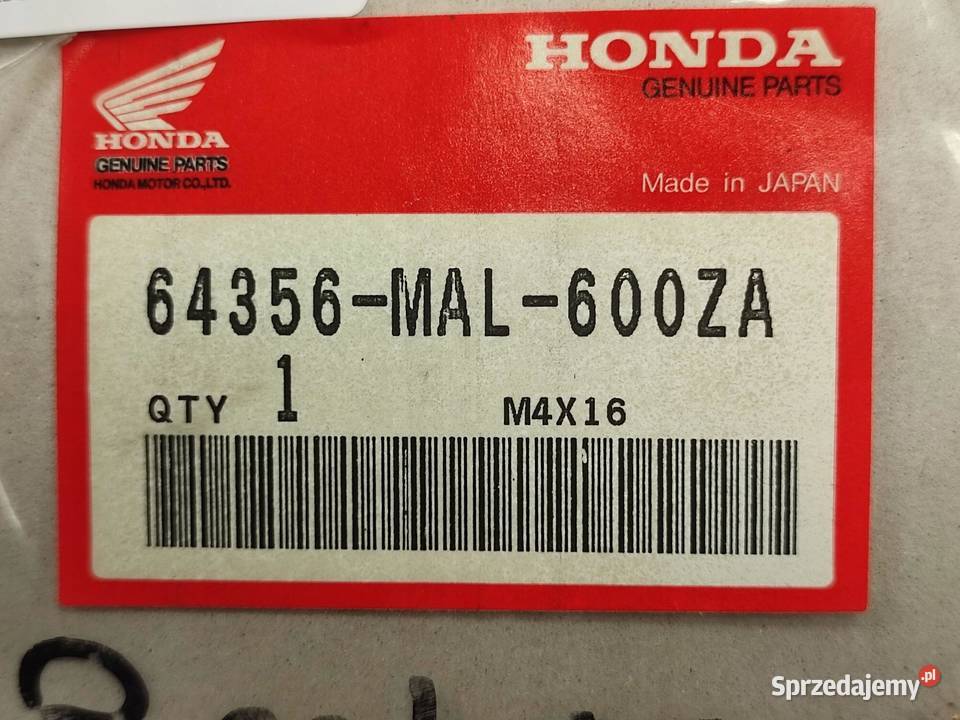 HONDA
GENUINE PARTS
HONDA
GENUINE PARTS
HONDA MOTOR CO.,LTD.
Made in JAPAN
64356-MAL-600ZA
QTY 1 M4X16
Sprzedajemy.pl